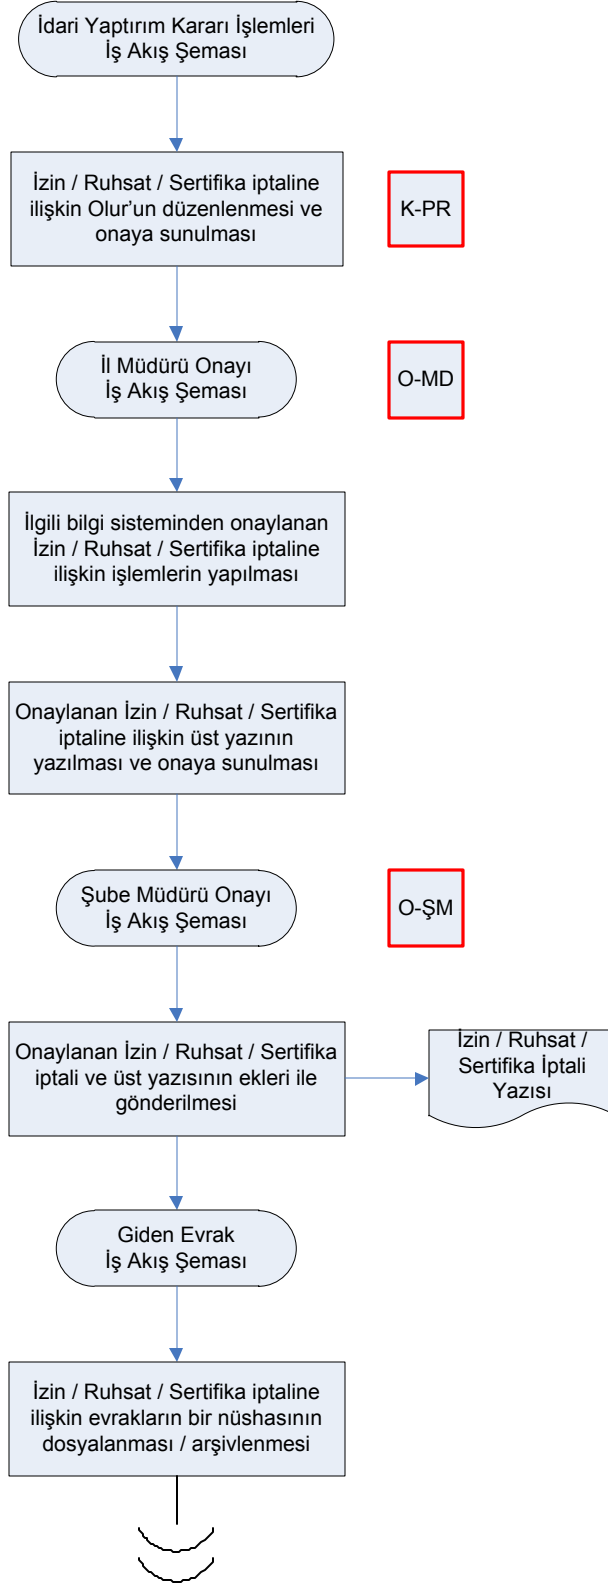 İdari Yaptırım Kararı İşlemleri
İş Akış Şeması
İzin / Ruhsat / Sertifika iptaline
ilişkin Olur’un düzenlenmesi ve
onaya sunulması
K-PR
İl Müdürü Onayı
İş Akış Şeması
O-MD
İlgili bilgi sisteminden onaylanan
İzin / Ruhsat / Sertifika iptaline
ilişkin işlemlerin yapılması
Onaylanan İzin / Ruhsat / Sertifika
iptaline ilişkin üst yazının
yazılması ve onaya sunulması
Şube Müdürü Onayı
İş Akış Şeması
O-ŞM
Onaylanan İzin / Ruhsat / Sertifika
iptali ve üst yazısının ekleri ile
gönderilmesi
İzin / Ruhsat /
Sertifika İptali
Yazısı
Giden Evrak
İş Akış Şeması
İzin / Ruhsat / Sertifika iptaline
ilişkin evrakların bir nüshasının
dosyalanması / arşivlenmesi